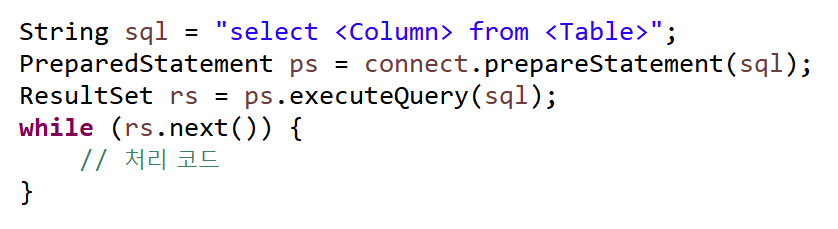 String sql = "select <Column> from <Table>";
PreparedStatement ps = connect.prepareStatement(sql);
ResultSet rs = ps.executeQuery(sql);
while (rs.next()) {
    // 처리 코드
}